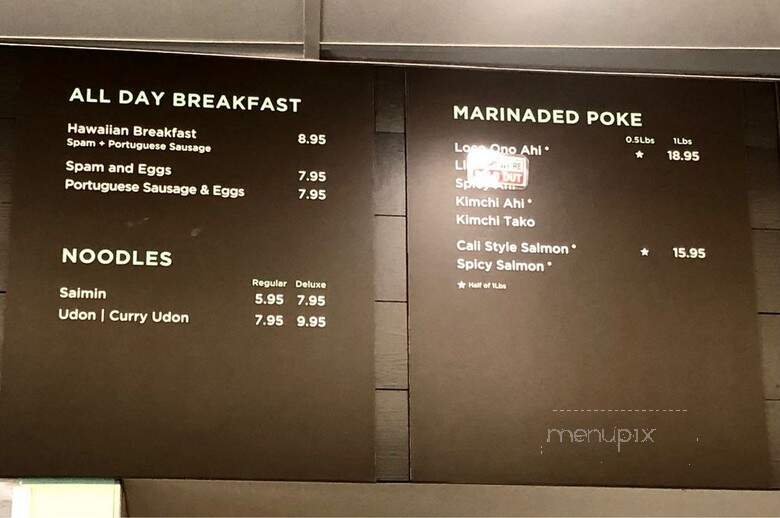 ALL DAY BREAKFAST
Hawaiian Breakfast 8.95
Spam + Portuguese Sausage
Spam and Eggs 7.95
Portuguese Sausage & Eggs 7.95
NOODLES
Regular Deluxe
Saimin 5.95 7.95
Udon | Curry Udon 7.95 9.95
MARINADED POKE
0.5Lbs 1Lbs
Ono Ahi * ★ 18.95
OUT
Kimchi Ahi *
Kimchi Tako
Cali Style Salmon * ★ 15.95
Spicy Salmon *
★ Half of 1Lbs
menupix